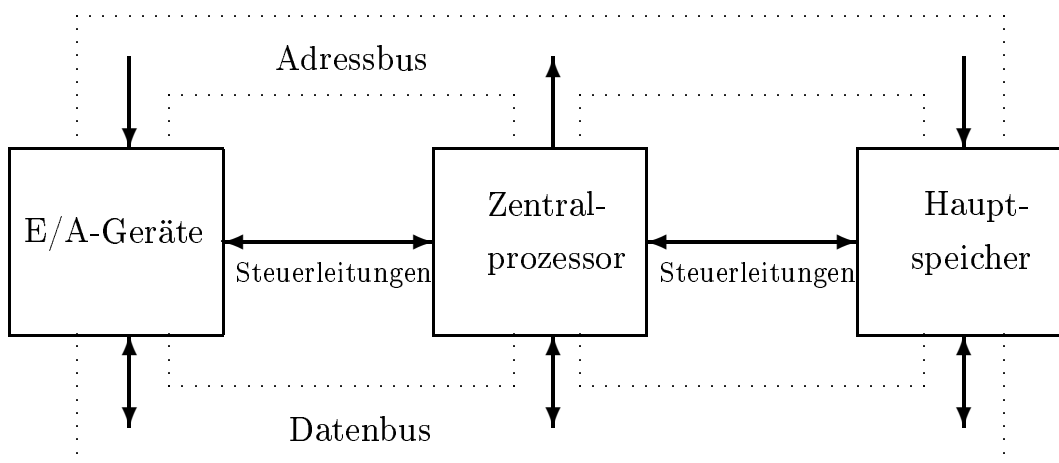 Adressbus
E/A-Geräte
Zentral-
prozessor
Haupt-
speicher
Steuerleitungen
Steuerleitungen
Datenbus